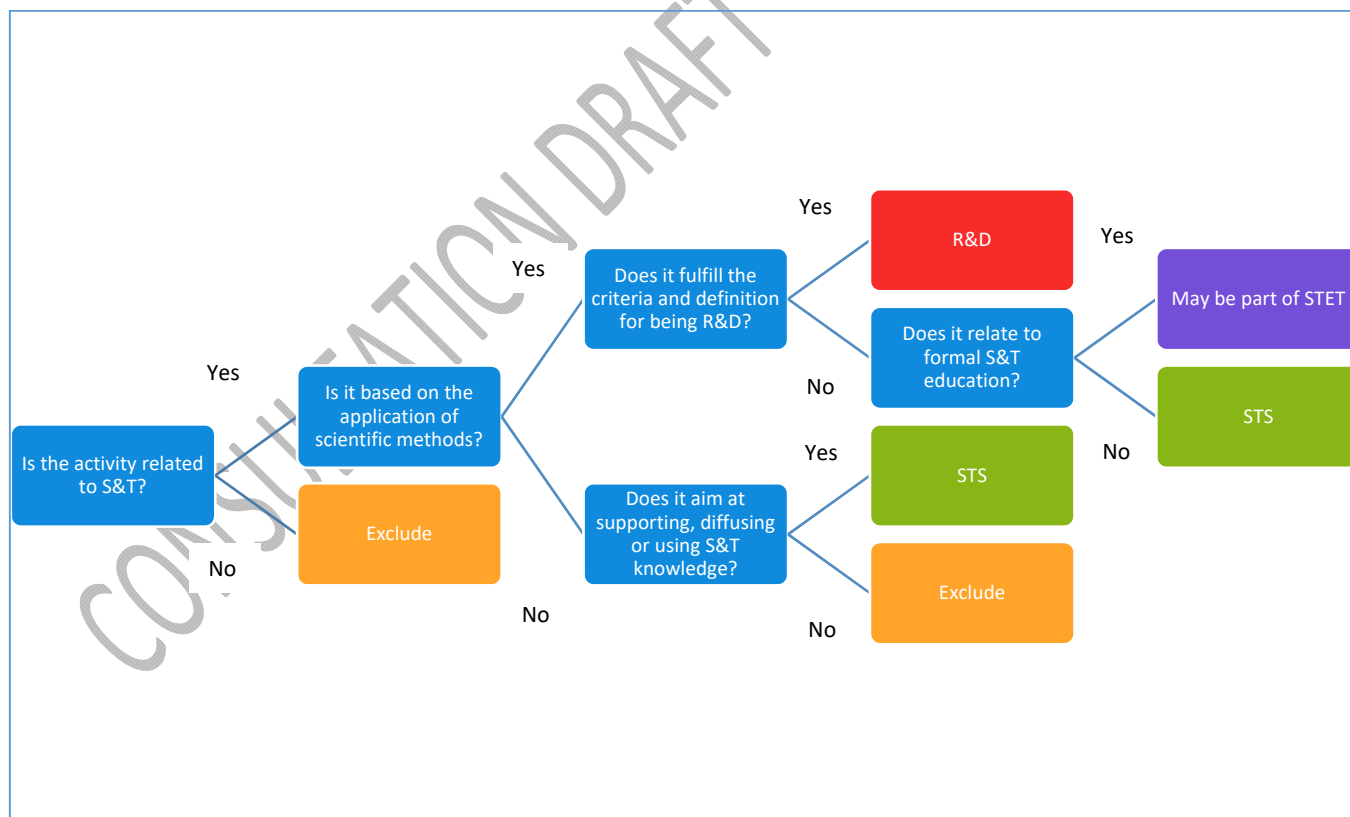 CONSULTATION DRAFT
Is the activity related
to S&T?
Yes
No
Is it based on the
application of
scientific methods?
Exclude
Yes
No
Does it fulfill the
criteria and definition
for being R&D?
Does it aim at
supporting, diffusing
or using S&T
knowledge?
Yes
No
R&D
Does it relate to
formal S&T
education?
Yes
No
STS
Exclude
Yes
No
May be part of STET
STS